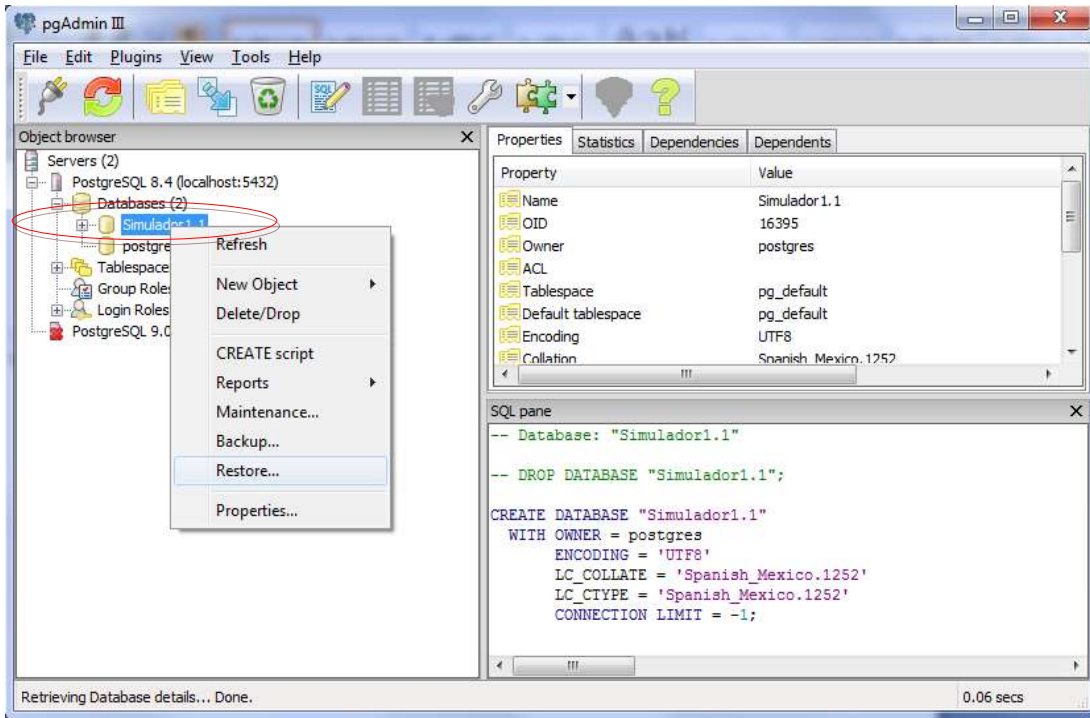 pgAdmin III
File Edit Plugins View Tools Help
SQL
Object browser
Servers (2)
PostgreSQL 8.4 (localhost:5432)
Databases (2)
Simulador1.1
postgre
Tablespace
Group Roles
Login Roles
PostgreSQL 9.0
Refresh
New Object
Delete/Drop
CREATE script
Reports
Maintenance...
Backup...
Restore...
Properties...
Properties Statistics Dependencies Dependents
Property Value
Name Simulador1.1
OID 16395
Owner postgres
ACL
Tablespace pg_default
Default tablespace pg_default
Encoding UTF8
Collation Spanish_Mexico.1252
SQL pane
-- Database: "Simulador1.1"
-- DROP DATABASE "Simulador1.1";
CREATE DATABASE "Simulador1.1"
WITH OWNER = postgres
ENCODING = 'UTF8'
LC_COLLATE = 'Spanish_Mexico.1252'
LC_CTYPE = 'Spanish_Mexico.1252'
CONNECTION LIMIT = -1;
Retrieving Database details... Done.
0.06 secs